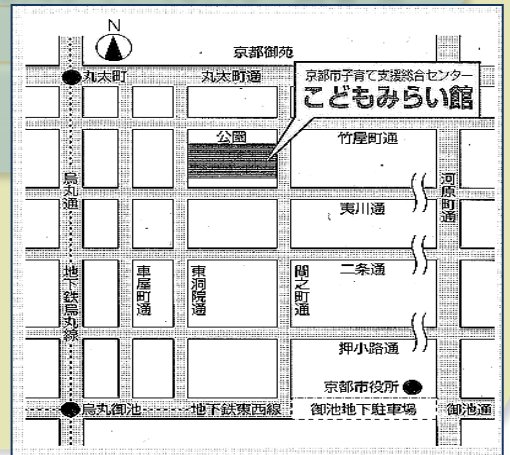 N
京都御苑
丸太町
丸太町通
京都市子育て支援総合センター
こどもみらい館
公園
竹屋町通
烏丸通
河原町通
夷川通
地下鉄烏丸線
車屋町通
東洞院通
間之町通
二条通
押小路通
京都市役所
烏丸御池
地下鉄東西線
御池地下駐車場
御池通